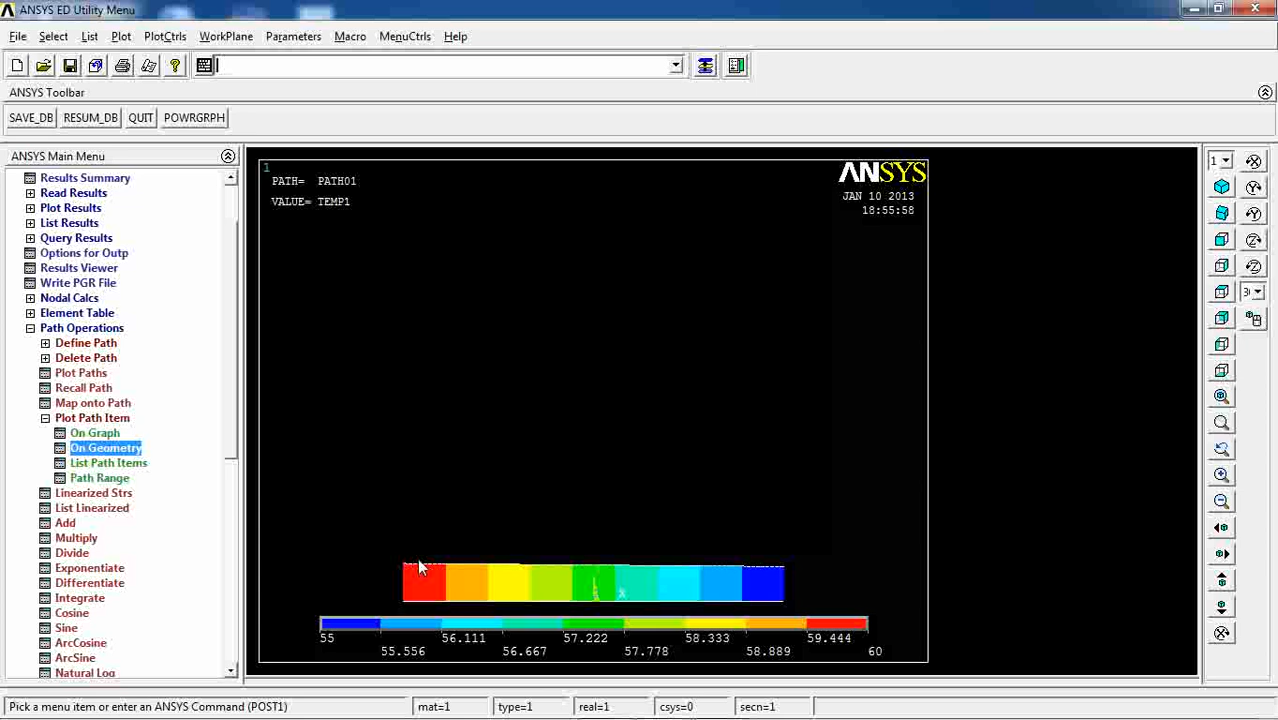 ANSYS ED Utility Menu
File Select List Plot PlotCtrls WorkPlane Parameters Macro MenuCtrls Help
ANSYS Toolbar
SAVE_DB RESUM_DB QUIT POWRGRPH
ANSYS Main Menu
Results Summary
Read Results
Plot Results
List Results
Query Results
Options for Outp
Results Viewer
Write PGR File
Nodal Calcs
Element Table
Path Operations
Define Path
Delete Path
Plot Paths
Recall Path
Map onto Path
Plot Path Item
On Graph
On Geometry
List Path Items
Path Range
Linearized Strs
List Linearized
Add
Multiply
Divide
Exponentiate
Differentiate
Integrate
Cosine
Sine
ArcCosine
ArcSine
Natural Log
1
PATH= PATH01
VALUE= TEMP1
ANSYS
JAN 10 2013
18:55:58
X
55 56.111 57.222 58.333 59.444
55.556 56.667 57.778 58.889 60
1
Pick a menu item or enter an ANSYS Command (POST1) mat=1 type=1 real=1 csys=0 secn=1